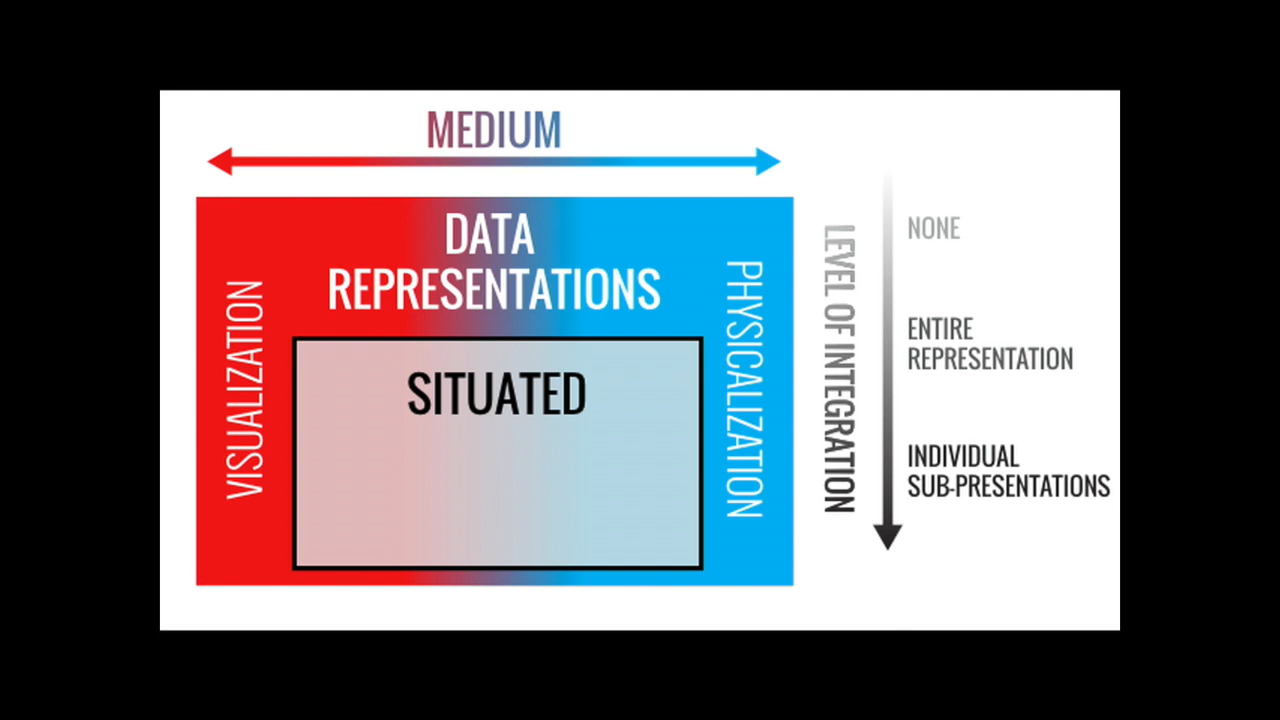 MEDIUM
DATA
REPRESENTATIONS
VISUALIZATION
SITUATED
PHYSICALIZATION
LEVEL OF INTEGRATION
NONE
ENTIRE
REPRESENTATION
INDIVIDUAL
SUB-PRESENTATIONS